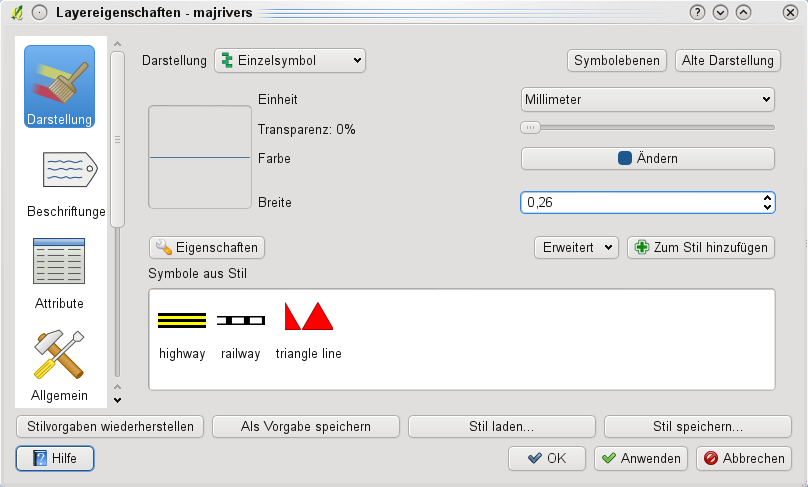 Layereigenschaften - majrivers
Darstellung
Beschriftunge
Attribute
Allgemein
Darstellung Einzelsymbol Symbolebenen Alte Darstellung
Einheit Millimeter
Transparenz: 0%
Farbe Ändern
Breite 0,26
Eigenschaften Erweitert Zum Stil hinzufügen
Symbole aus Stil
highway railway triangle line
Stilvorgaben wiederherstellen Als Vorgabe speichern Stil laden... Stil speichern...
Hilfe OK Anwenden Abbrechen